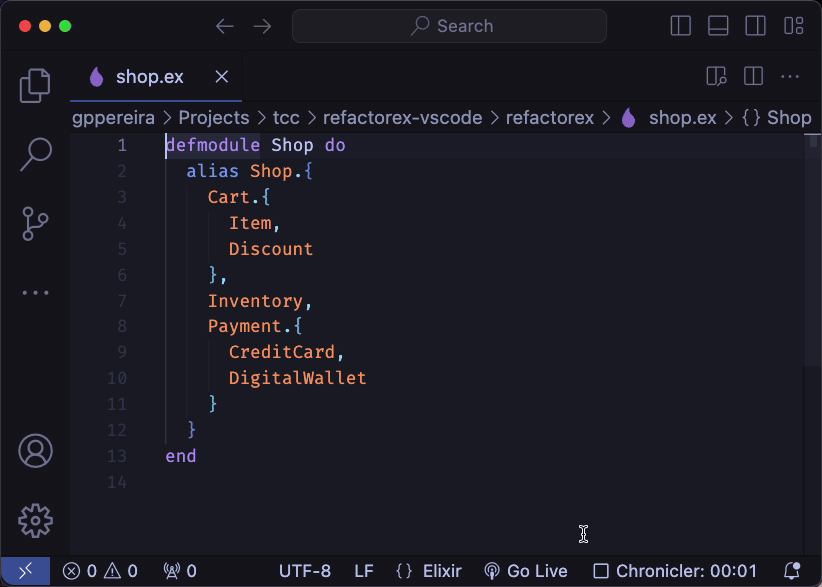 Search
shop.ex
gppereira > Projects > tcc > refactorex-vscode > refactorex > shop.ex > {} Shop
1 defmodule Shop do
2 alias Shop.{
3 Cart.{
4 Item,
5 Discount
6 },
7 Inventory,
8 Payment.{
9 CreditCard,
10 DigitalWallet
11 }
12 }
13 end
14
0 0 0 UTF-8 LF {} Elixir Go Live Chronicler: 00:01